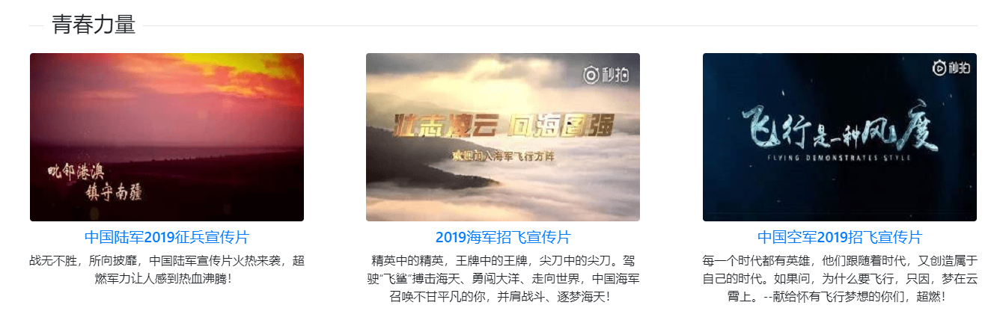 青春力量
毗邻港澳
镇守南疆
秒拍
壮志凌云 向海图强
欢迎加入海军飞行方阵
秒拍
飞行是一种风度
FLYING DEMONSTRATES STYLE
中国陆军2019征兵宣传片
战无不胜，所向披靡，中国陆军宣传片火热来袭，超
燃军力让人感到热血沸腾！
2019海军招飞宣传片
精英中的精英，王牌中的王牌，尖刀中的尖刀。驾
驶“飞鲨”搏击海天、勇闯大洋、走向世界，中国海军
召唤不甘平凡的你，并肩战斗、逐梦海天！
中国空军2019招飞宣传片
每一个时代都有英雄，他们跟随着时代，又创造属于
自己的时代。如果问，为什么要飞行，只因，梦在云
霄上。--献给怀有飞行梦想的你们，超燃！